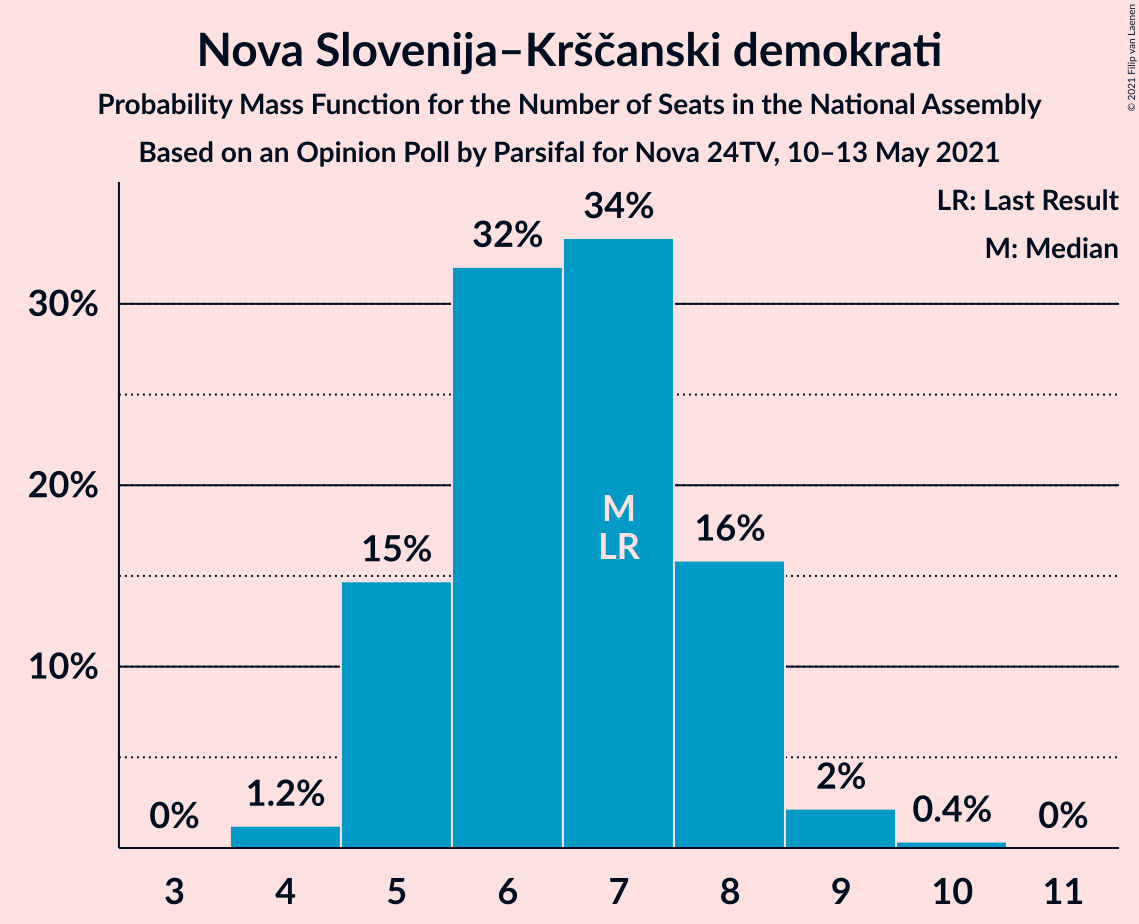 Nova Slovenija–Krščanski demokrati
Probability Mass Function for the Number of Seats in the National Assembly
Based on an Opinion Poll by Parsifal for Nova 24TV, 10–13 May 2021
© 2021 Filip van Laenen
LR: Last Result
M: Median
30%
20%
10%
0%
1.2%
15%
32%
34%
16%
2%
0.4%
0%
M
LR
3 4 5 6 7 8 9 10 11